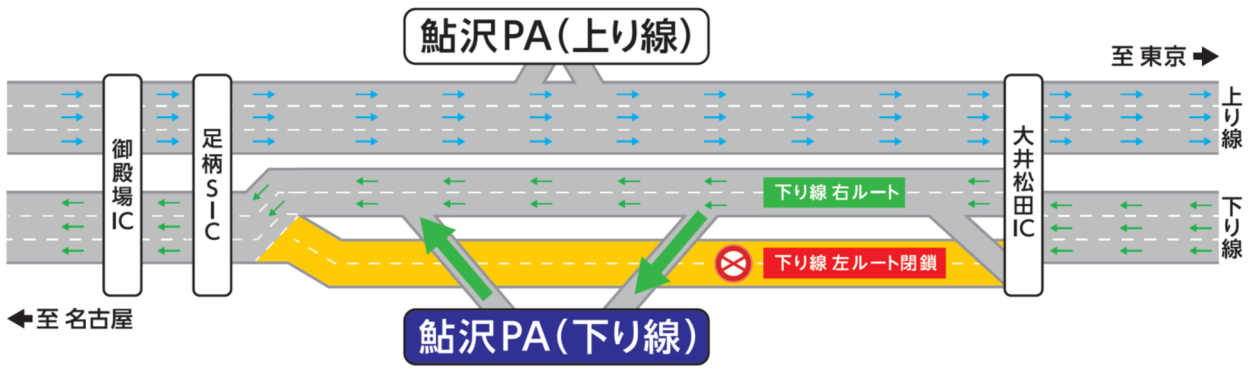 鮎沢PA(上り線)
至 東京
上り線
御殿場IC
足柄SIC
大井松田IC
下り線 右ルート
下り線
下り線 左ルート閉鎖
至 名古屋
鮎沢PA(下り線)